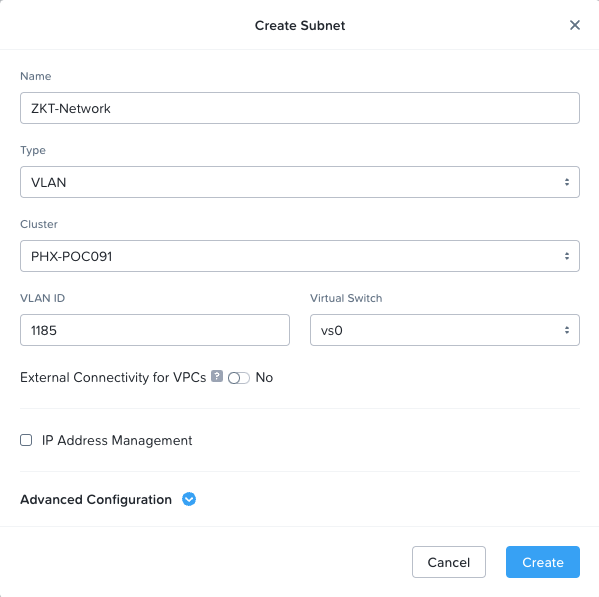 Create Subnet
Name
ZKT-Network
Type
VLAN
Cluster
PHX-POC091
VLAN ID
Virtual Switch
1185
vs0
External Connectivity for VPCs ? No
IP Address Management
Advanced Configuration
Cancel
Create